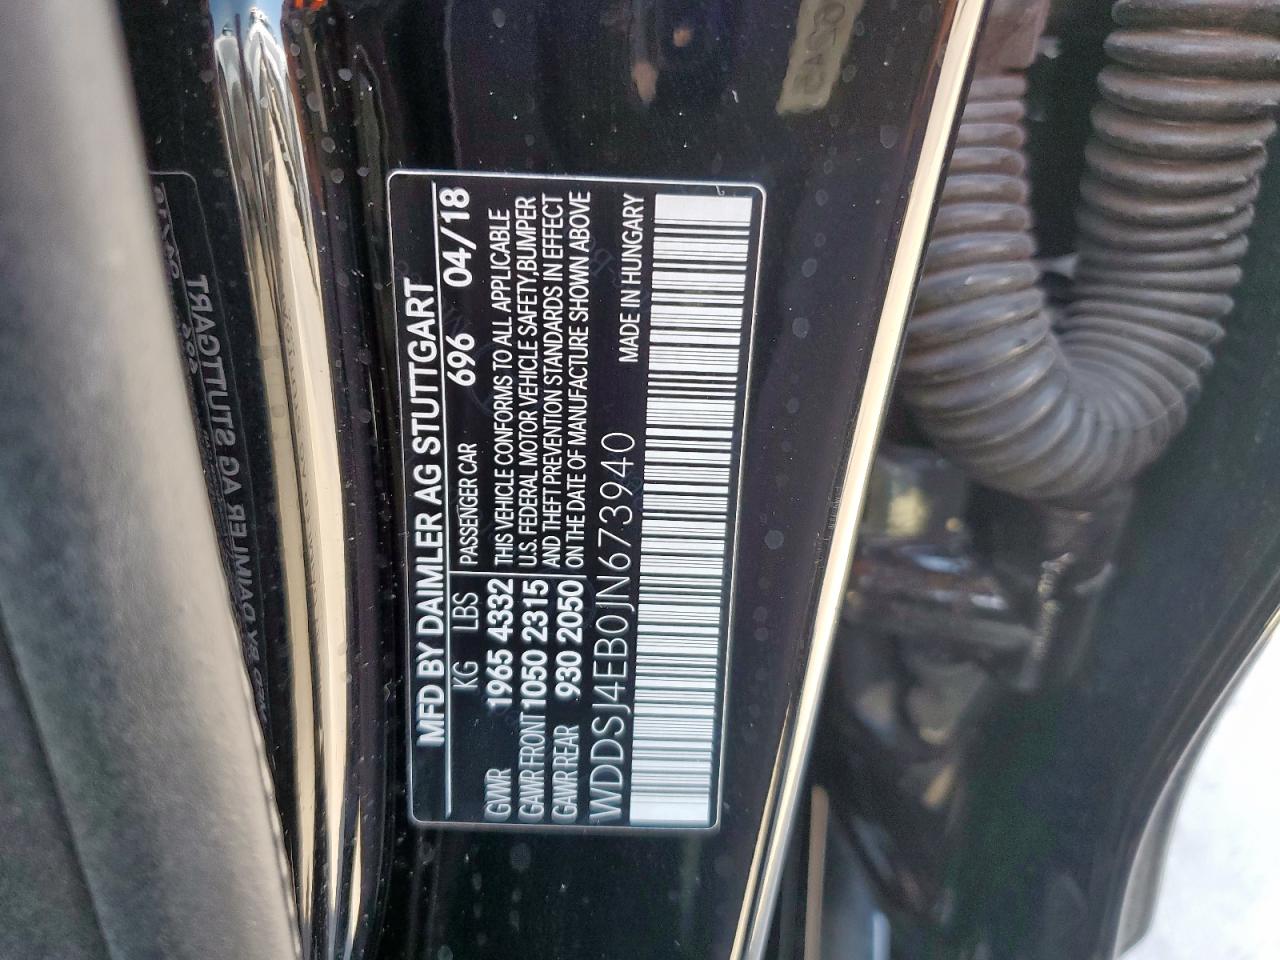 MFD BY DAIMLER AG STUTTGART
KG LBS PASSENGER CAR 696 04/18
GVWR 1965 4332 THIS VEHICLE CONFORMS TO ALL APPLICABLE
GAWR FRONT 1050 2315 U.S. FEDERAL MOTOR VEHICLE SAFETY,BUMPER
AND THEFT PREVENTION STANDARDS IN EFFECT
GAWR REAR 930 2050 ON THE DATE OF MANUFACTURE SHOWN ABOVE
WDDSJ4EB0JN673940 MADE IN HUNGARY